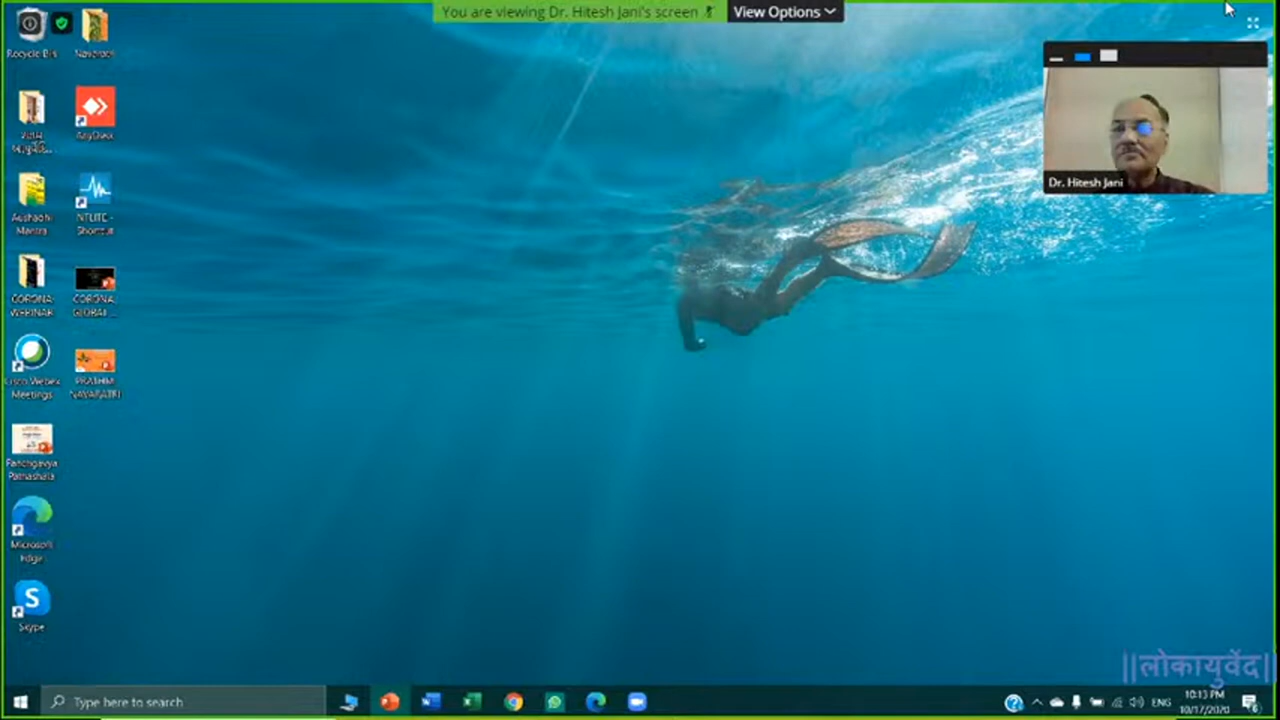 You are viewing Dr. Hitesh Jani's screen
View Options
Recycle Bin
Navaratri
AnyDesk
Aushadhi
Mantra
NTLITE -
Shortcut
CORONA
WEBINAR
CORONA
GLOBAL ...
Cisco Webex
Meetings
PRATHM
NAVARATRI
Panchgavya
Pathashala
Microsoft
Edge
S
Skype
Dr. Hitesh Jani
||लोकायुर्वेद||
Type here to search
ENG
10:13 PM
10/17/2020